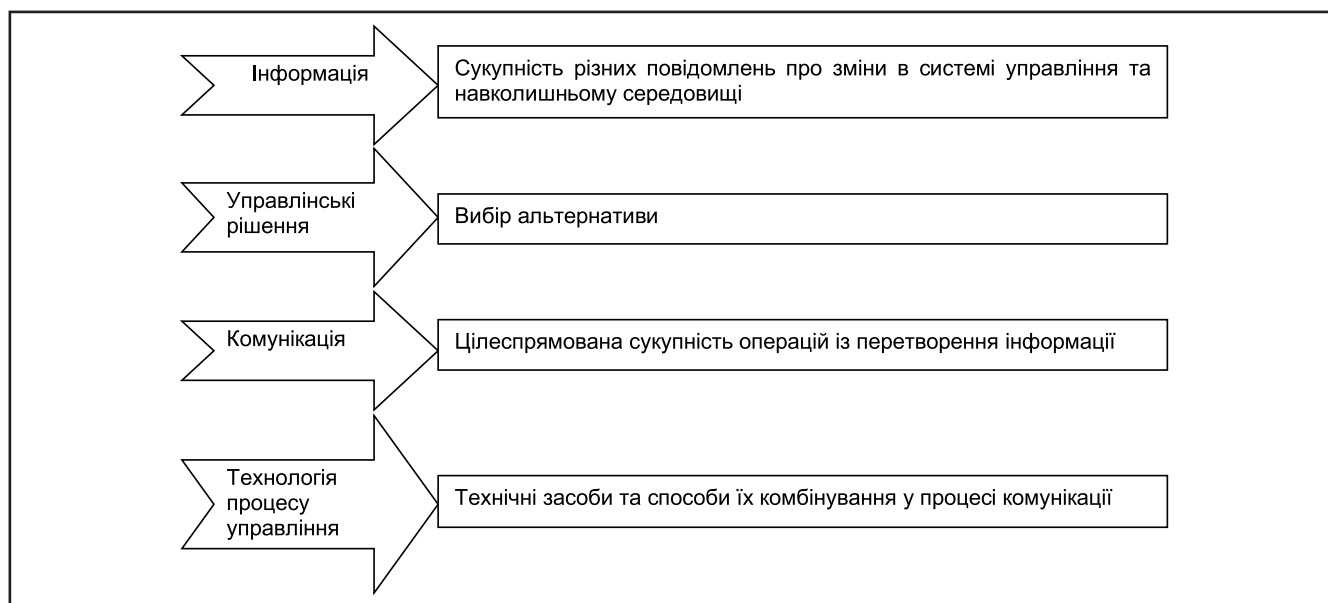 Інформація
Сукупність різних повідомлень про зміни в системі управління та
навколишньому середовищі
Управлінські
рішення
Вибір альтернативи
Комунікація
Цілеспрямована сукупність операцій із перетворення інформації
Технологія
процесу
управління
Технічні засоби та способи їх комбінування у процесі комунікації